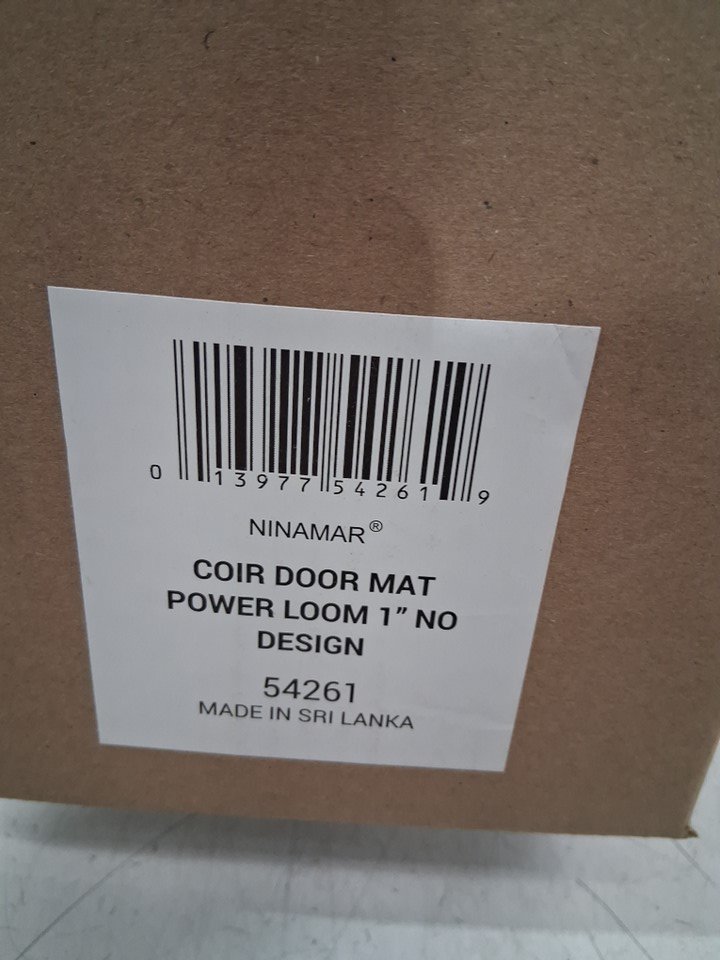 0 13977 54261 9
NINAMAR®
COIR DOOR MAT
POWER LOOM 1” NO
DESIGN
54261
MADE IN SRI LANKA